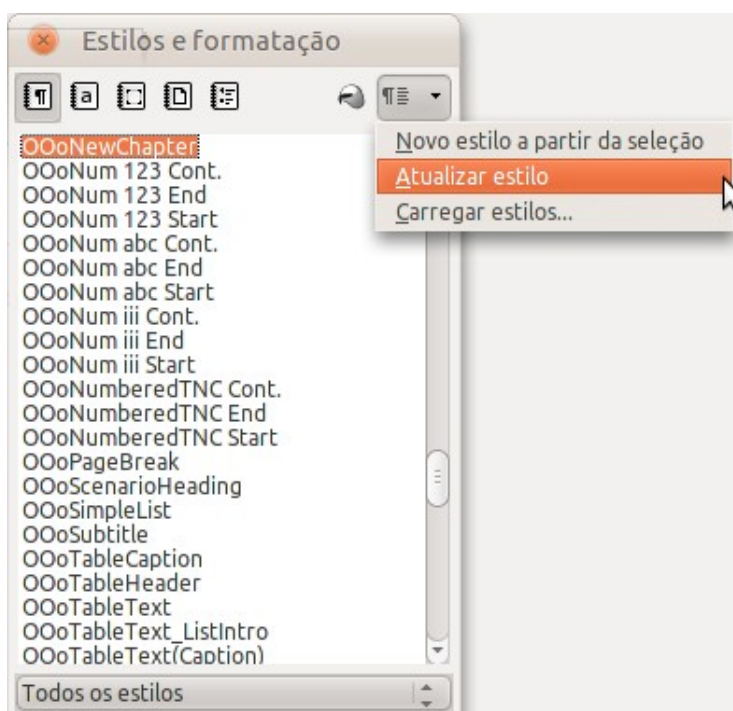 Estilos e formatação
Novo estilo a partir da seleção
Atualizar estilo
Carregar estilos...
OOoNewChapter
OOoNum 123 Cont.
OOoNum 123 End
OOoNum 123 Start
OOoNum abc Cont.
OOoNum abc End
OOoNum abc Start
OOoNum iii Cont.
OOoNum iii End
OOoNum iii Start
OOoNumberedTNC Cont.
OOoNumberedTNC End
OOoNumberedTNC Start
OOoPageBreak
OOoScenarioHeading
OOoSimpleList
OOoSubtitle
OOoTableCaption
OOoTableHeader
OOoTableText
OOoTableText_ListIntro
OOoTableText(Caption)
Todos os estilos